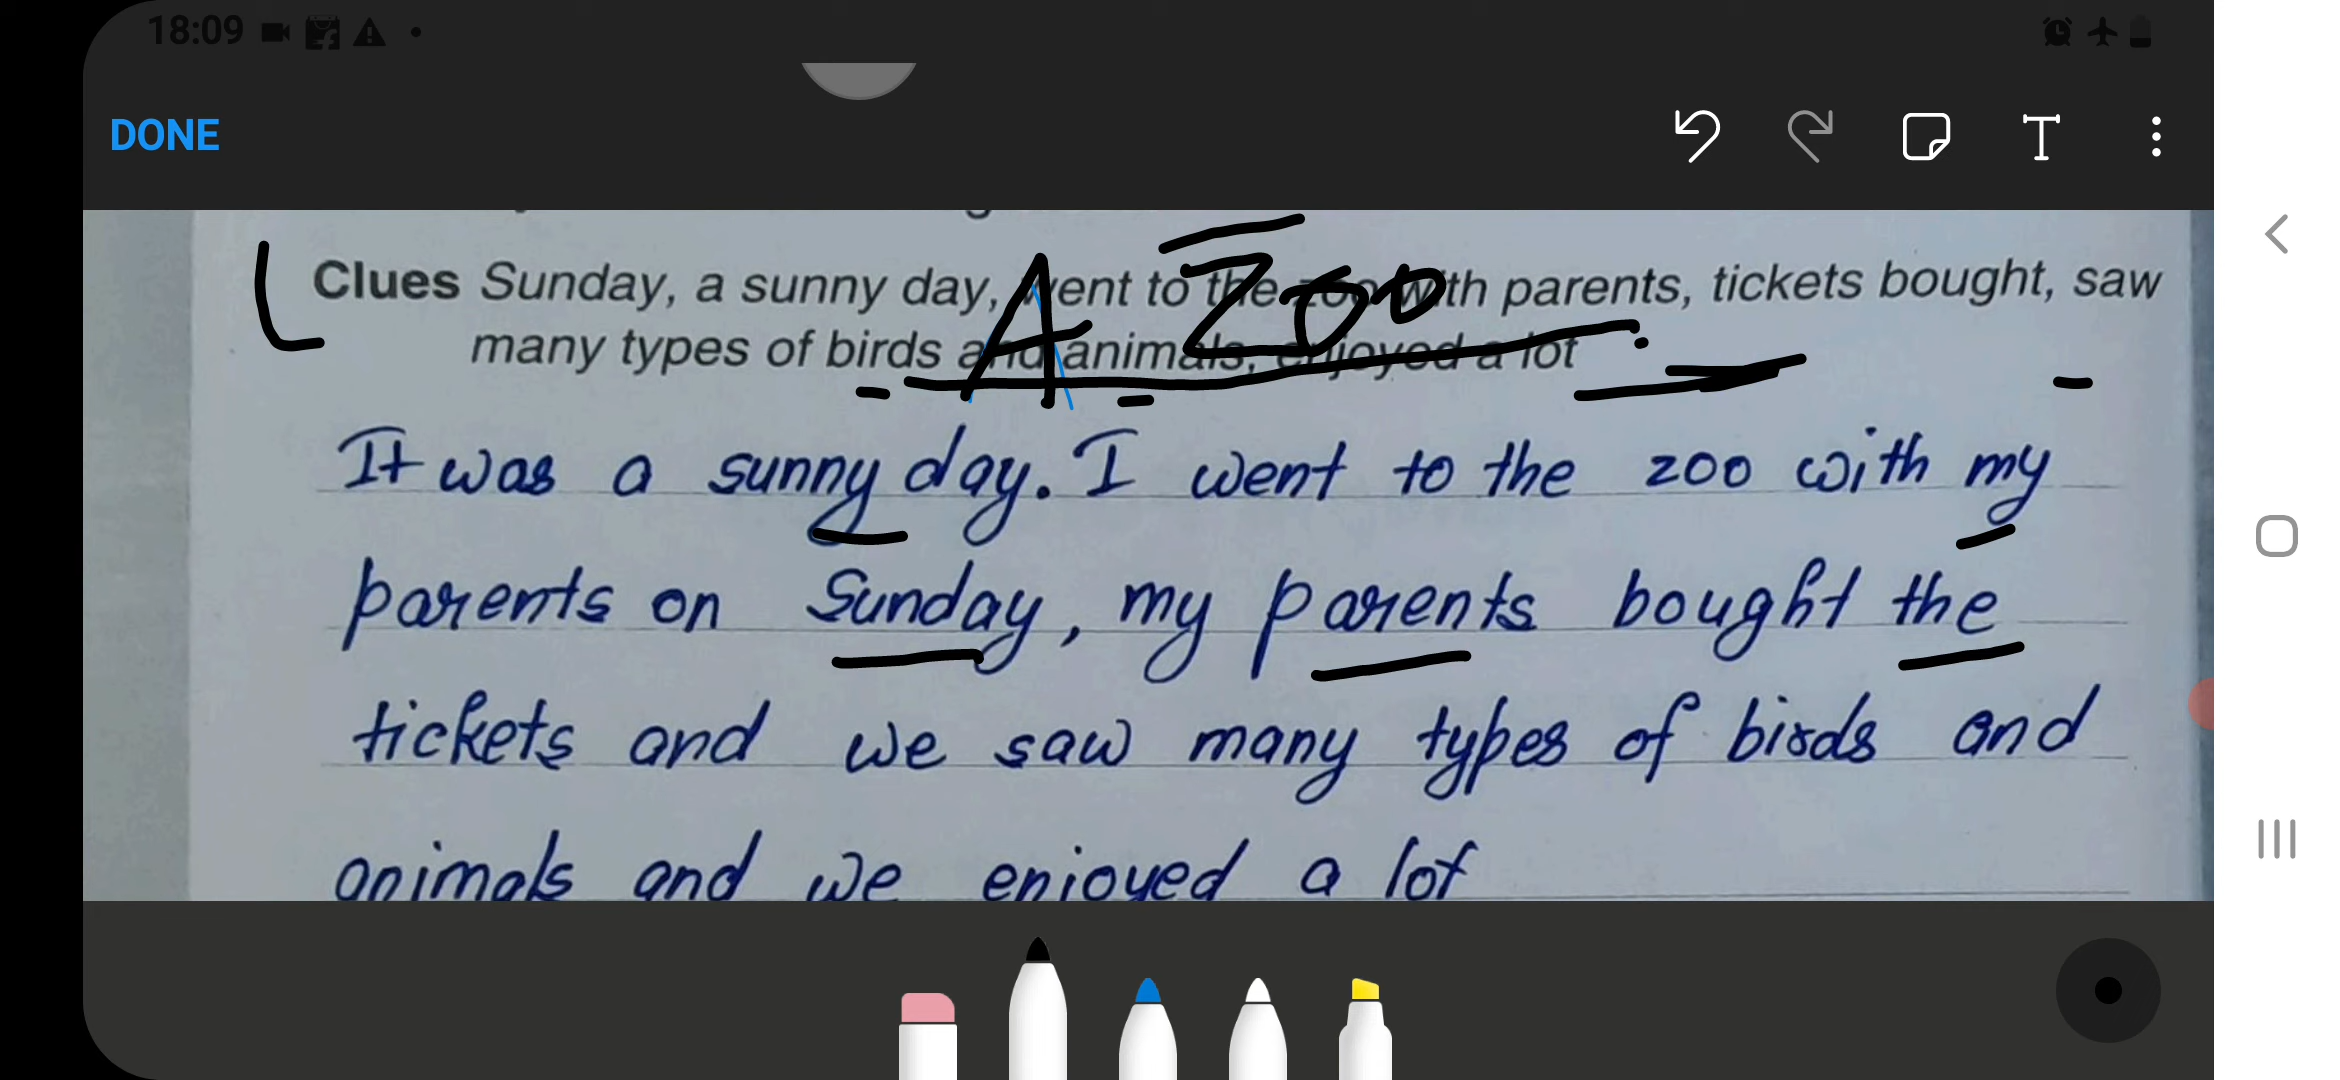 18:09
DONE
T
A Zoo
Clues Sunday, a sunny day, went to the zoo with parents, tickets bought, saw
many types of birds and animals, enjoyed a lot
It was a sunny day. I went to the zoo with my
parents on Sunday, my parents bought the
tickets and we saw many types of birds and
animals and we enjoyed a lot